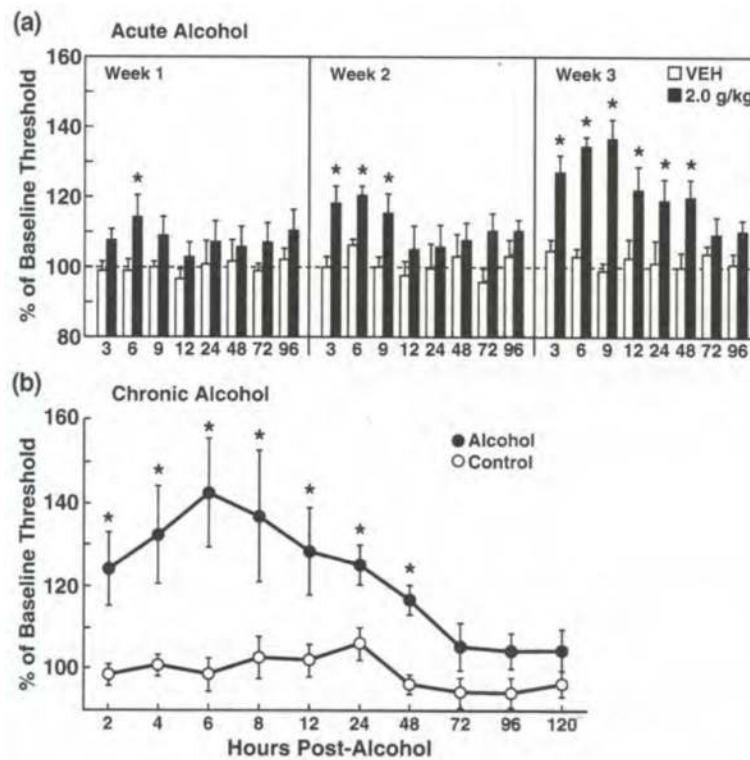 (a) Acute Alcohol
160
Week 1 Week 2 Week 3 VEH
2.0 g/kg
140
120
100
80
% of Baseline Threshold
* * * * * * * * * *
3 6 9 12 24 48 72 96 3 6 9 12 24 48 72 96 3 6 9 12 24 48 72 96
(b) Chronic Alcohol
160
Alcohol
Control
140
120
100
% of Baseline Threshold
* * * * * * *
2 4 6 8 12 24 48 72 96 120
Hours Post-Alcohol